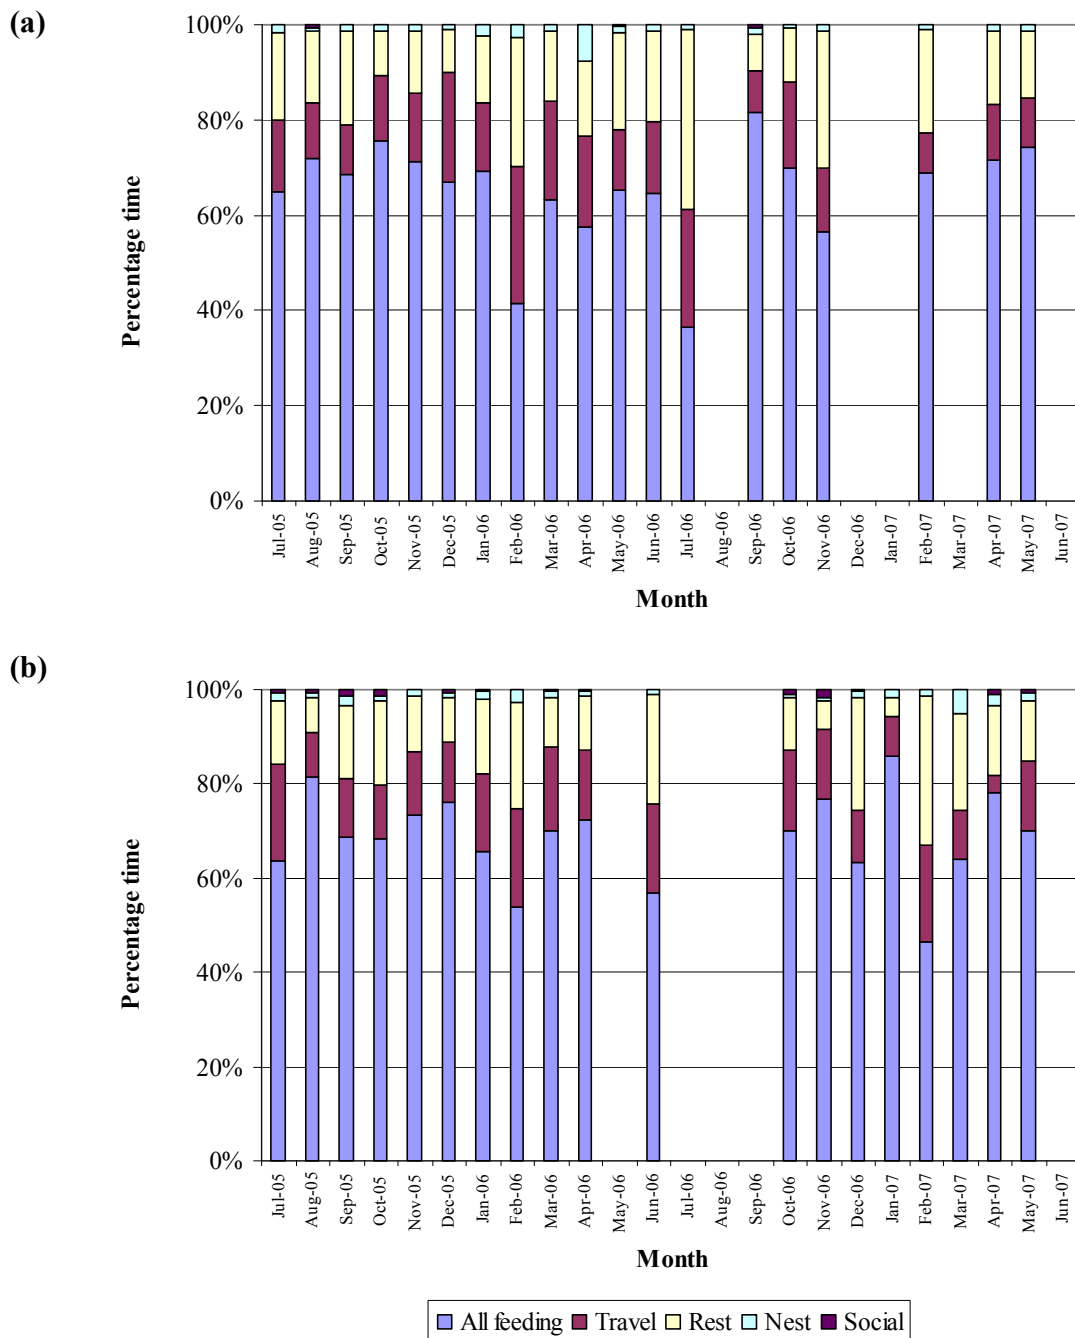 (a)
100%
80%
60%
40%
20%
0%
Percentage time
Jul-05
Aug-05
Sep-05
Oct-05
Nov-05
Dec-05
Jan-06
Feb-06
Mar-06
Apr-06
May-06
Jun-06
Jul-06
Aug-06
Sep-06
Oct-06
Nov-06
Dec-06
Jan-07
Feb-07
Mar-07
Apr-07
May-07
Jun-07
Month
(b)
100%
80%
60%
40%
20%
0%
Percentage time
Jul-05
Aug-05
Sep-05
Oct-05
Nov-05
Dec-05
Jan-06
Feb-06
Mar-06
Apr-06
May-06
Jun-06
Jul-06
Aug-06
Sep-06
Oct-06
Nov-06
Dec-06
Jan-07
Feb-07
Mar-07
Apr-07
May-07
Jun-07
Month
All feeding Travel Rest Nest Social